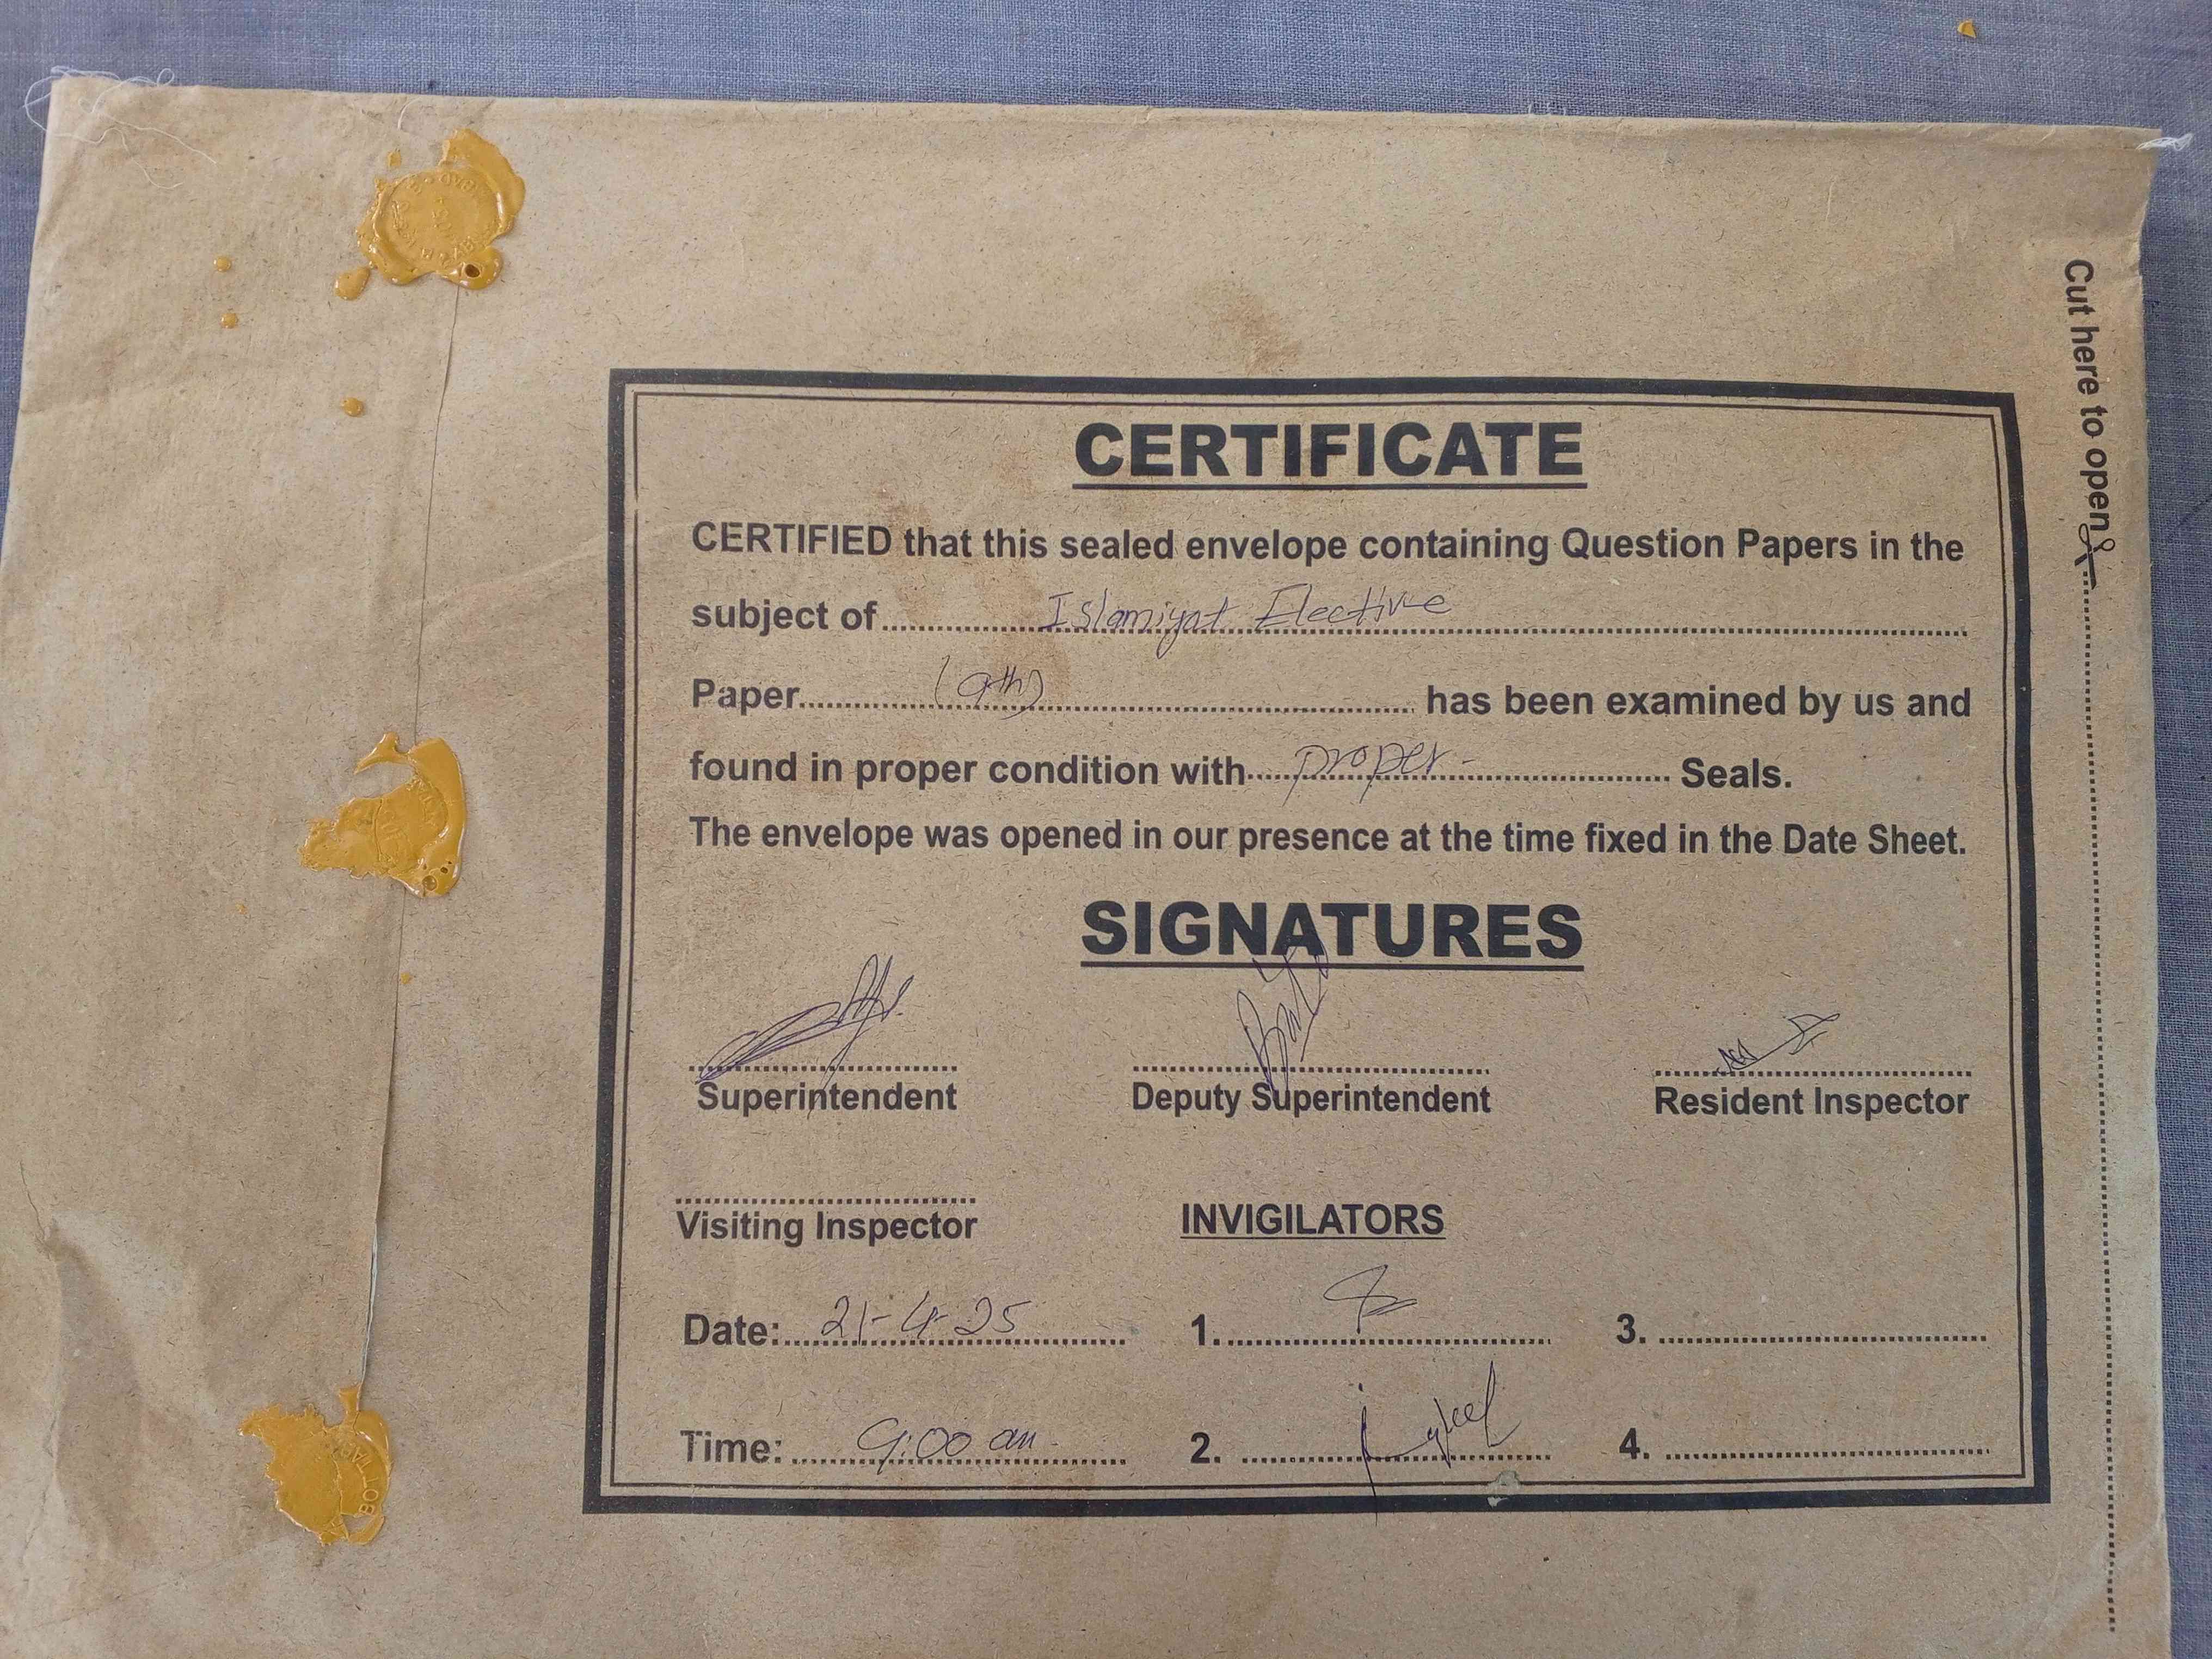 Cut here to open
CERTIFICATE
CERTIFIED that this sealed envelope containing Question Papers in the
subject of Islamiyat Elective
Paper (9th) has been examined by us and
found in proper condition with proper Seals.
The envelope was opened in our presence at the time fixed in the Date Sheet.
SIGNATURES
Superintendent Deputy Superintendent Resident Inspector
Visiting Inspector INVIGILATORS
Date: 21-4-25 1. 3.
Time: 9:00 am 2. 4.